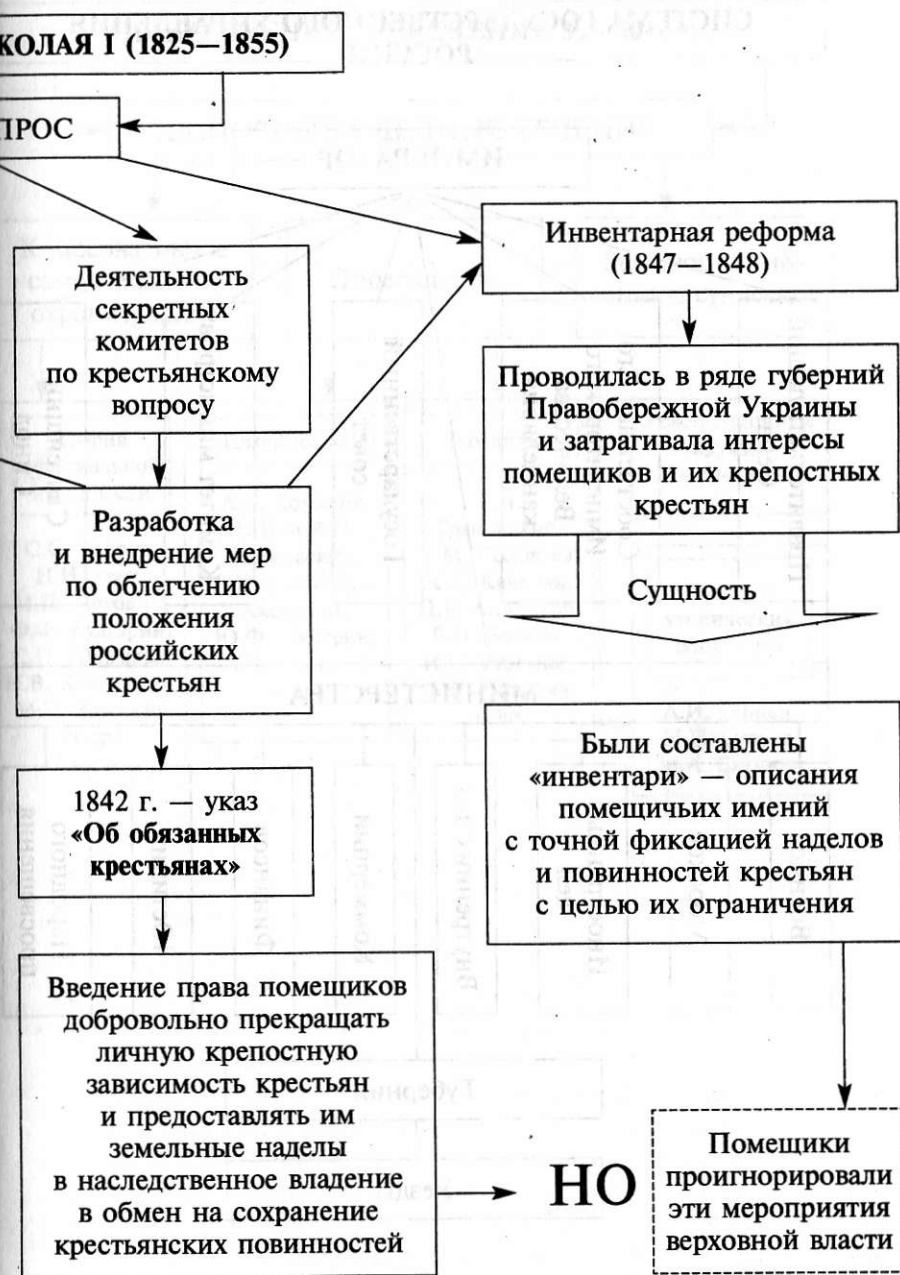 КОЛАЯ I (1825—1855)
ПРОС
Деятельность
секретных
комитетов
по крестьянскому
вопросу
Разработка
и внедрение мер
по облегчению
положения
российских
крестьян
1842 г. — указ
«Об обязанных
крестьянах»
Введение права помещиков
добровольно прекращать
личную крепостную
зависимость крестьян
и предоставлять им
земельные наделы
в наследственное владение
в обмен на сохранение
крестьянских повинностей
Инвентарная реформа
(1847—1848)
Проводилась в ряде губерний
Правобережной Украины
и затрагивала интересы
помещиков и их крепостных
крестьян
Сущность
Были составлены
«инвентари» — описания
помещичьих имений
с точной фиксацией наделов
и повинностей крестьян
с целью их ограничения
НО
Помещики
проигнорировали
эти мероприятия
верховной власти